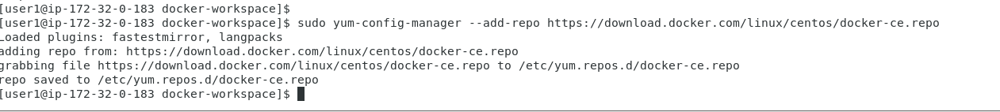 [user1@ip-172-32-0-183 docker-workspace]$
[user1@ip-172-32-0-183 docker-workspace]$ sudo yum-config-manager --add-repo https://download.docker.com/linux/centos/docker-ce.repo
Loaded plugins: fastestmirror, langpacks
adding repo from: https://download.docker.com/linux/centos/docker-ce.repo
grabbing file https://download.docker.com/linux/centos/docker-ce.repo to /etc/yum.repos.d/docker-ce.repo
repo saved to /etc/yum.repos.d/docker-ce.repo
[user1@ip-172-32-0-183 docker-workspace]$